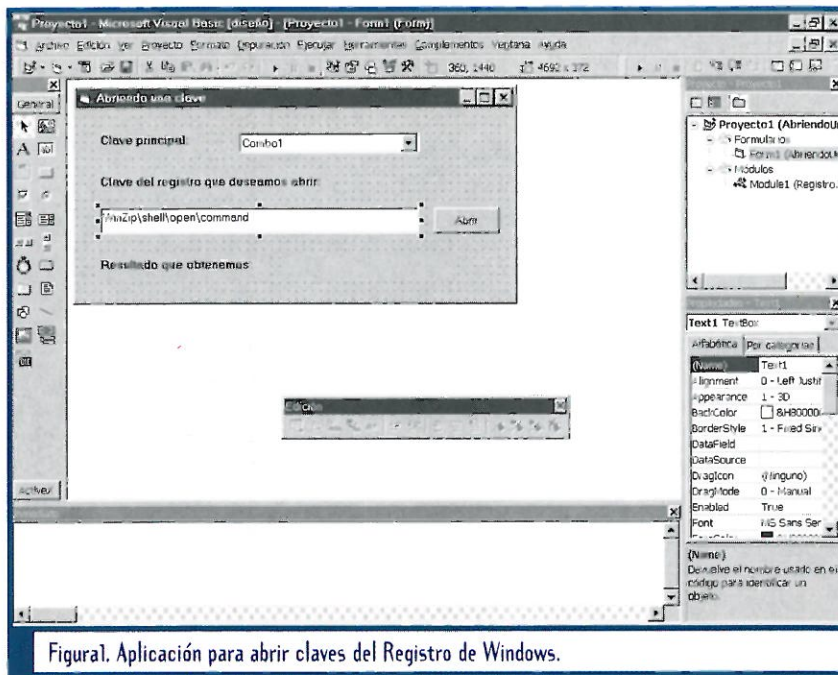 Proyecto1 - Microsoft Visual Basic [diseño] - [Proyecto1 - Form1 (Form)]
Archivo Edición Ver Proyecto Formato Depuración Ejecutar Herramientas Complementos Ventana Ayuda
360, 1440 4692 x 372
General
Abriendo una clave
Clave principal:
Combo1
Clave del registro que deseamos abrir:
WinZip\shell\open\command
Abrir
Resultado que obtenemos:
Edición
ActiveX
Proyecto1 (AbriendoUn
Formularios
Form1 (AbriendoUn
Módulos
Module1 (Registro.
Propiedades - Text1
Text1 TextBox
Alfabética Por categorías
(Name) Text1
Alignment 0 - Left Justif
Appearance 1 - 3D
BackColor &H80000
BorderStyle 1 - Fixed Sin
DataField
DataSource
DragIcon (Ninguno)
DragMode 0 - Manual
Enabled True
Font MS Sans Ser
(Name)
Devuelve el nombre usado en el
código para identificar un
objeto.
Figura1. Aplicación para abrir claves del Registro de Windows.